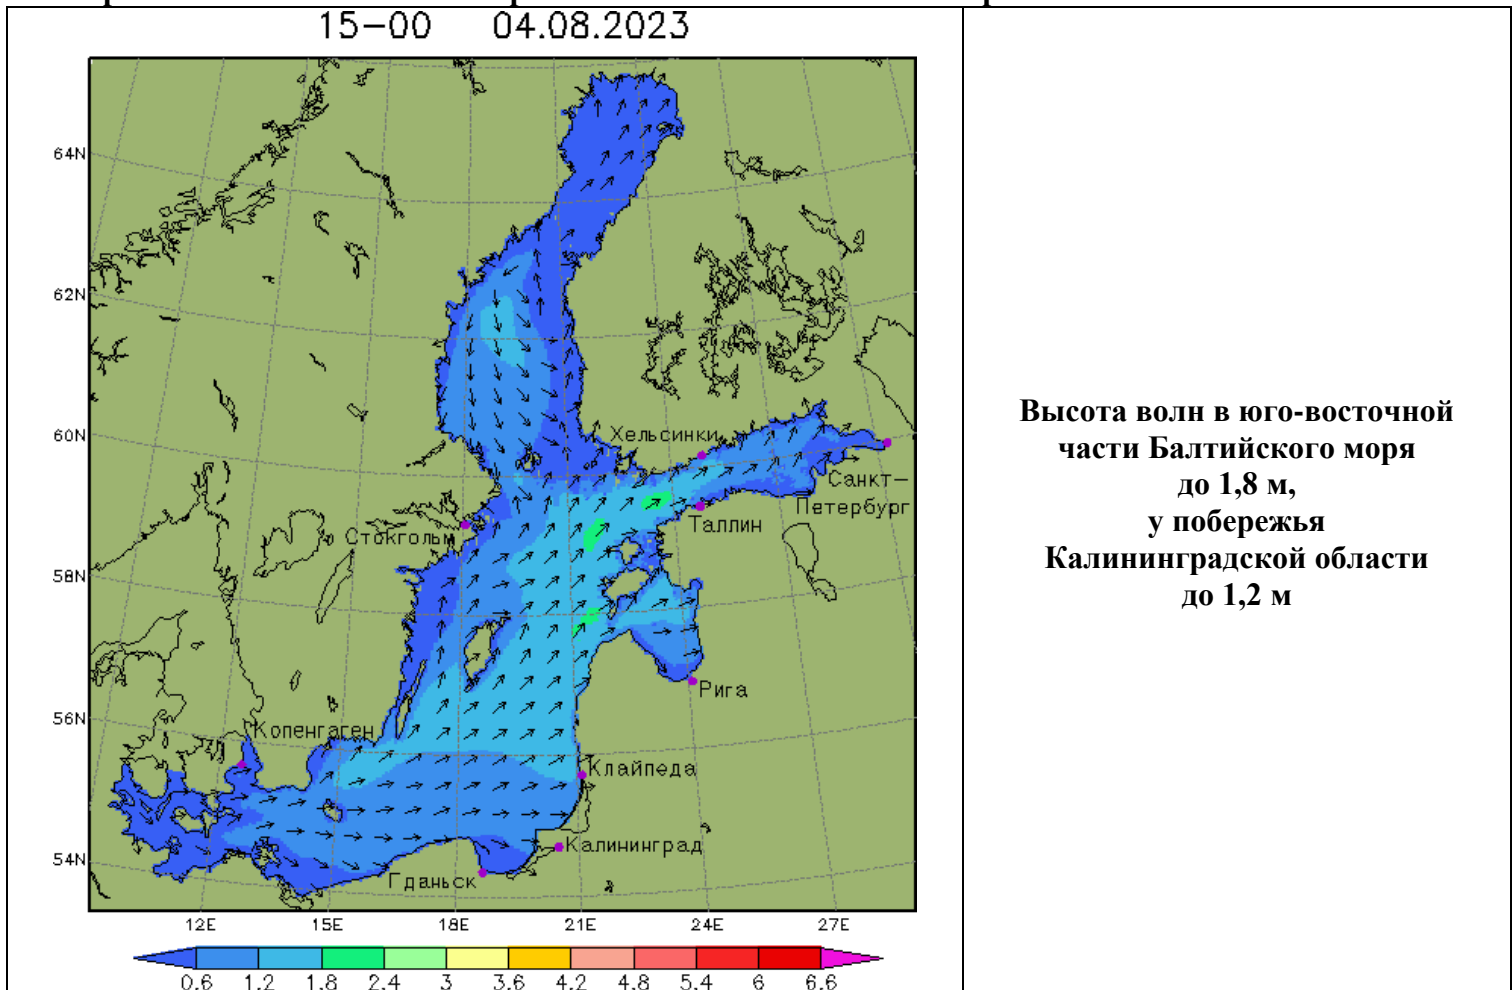 15-00 04.08.2023
64N
62N
60N
58N
56N
54N
Хельсинки
Санкт-
Петербург
Таллин
Стокгольм
Рига
Копенгаген
Клайпеда
Калининград
Гданьск
12E 15E 18E 21E 24E 27E
0.6 1.2 1.8 2.4 3 3.6 4.2 4.8 5.4 6 6.6
Высота волн в юго-восточной
части Балтийского моря
до 1,8 м,
у побережья
Калининградской области
до 1,2 м